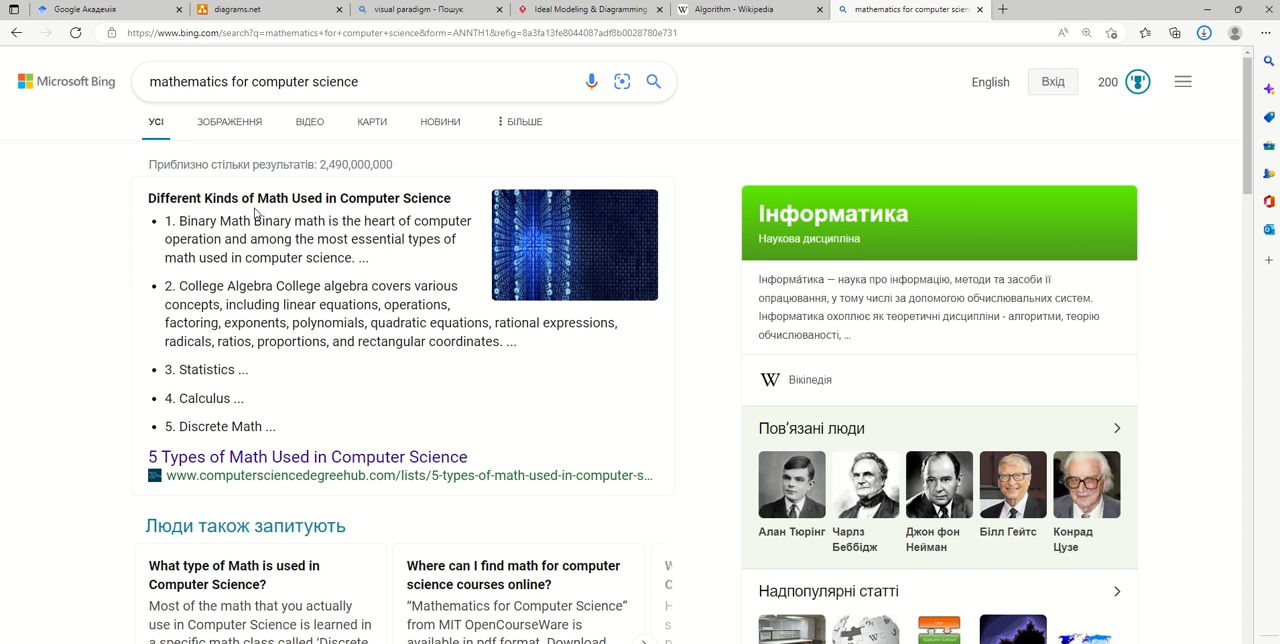 Google Академія
diagrams.net
visual paradigm - Пошук
Ideal Modeling & Diagramming
Algorithm - Wikipedia
mathematics for computer scien
https://www.bing.com/search?q=mathematics+for+computer+science&form=ANNTH1&refig=8a3fa13fe8044087adf8b0028780e731
Microsoft Bing
mathematics for computer science
English
Вхід
200
УСІ
ЗОБРАЖЕННЯ
ВІДЕО
КАРТИ
НОВИНИ
БІЛЬШЕ
Приблизно стільки результатів: 2,490,000,000
Different Kinds of Math Used in Computer Science
• 1. Binary Math Binary math is the heart of computer
operation and among the most essential types of
math used in computer science. ...
• 2. College Algebra College algebra covers various
concepts, including linear equations, operations,
factoring, exponents, polynomials, quadratic equations, rational expressions,
radicals, ratios, proportions, and rectangular coordinates. ...
• 3. Statistics ...
• 4. Calculus ...
• 5. Discrete Math ...
5 Types of Math Used in Computer Science
www.computersciencedegreehub.com/lists/5-types-of-math-used-in-computer-s...
Люди також запитують
What type of Math is used in
Computer Science?
Most of the math that you actually
use in Computer Science is learned in
a specific math class called 'Discrete
Where can I find math for computer
science courses online?
“Mathematics for Computer Science”
from MIT OpenCourseWare is
available in pdf format. Download
Інформатика
Наукова дисципліна
Інформа́тика — наука про інформацію, методи та засоби її
опрацювання, у тому числі за допомогою обчислювальних систем.
Інформатика охоплює як теоретичні дисципліни - алгоритми, теорію
обчислюваності, ...
W Вікіпедія
Пов’язані люди
Алан Тюрінг
Чарлз
Беббідж
Джон фон
Нейман
Білл Гейтс
Конрад
Цузе
Надпопулярні статті